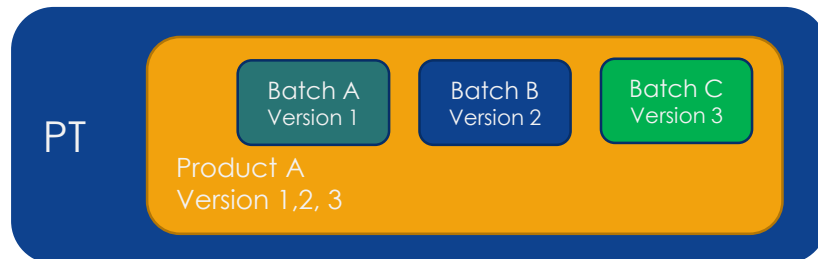 PT
Batch A
Version 1
Batch B
Version 2
Batch C
Version 3
Product A
Version 1,2, 3